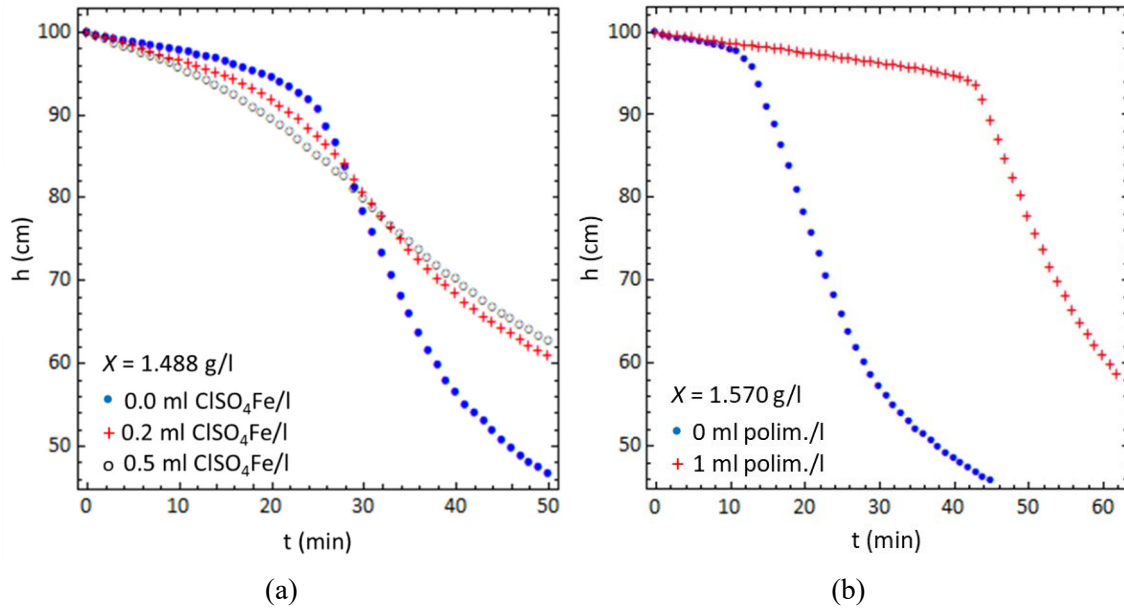 100
90
80
70
60
50
h (cm)
X = 1.488 g/l
0.0 ml ClSO₄Fe/l
0.2 ml ClSO₄Fe/l
0.5 ml ClSO₄Fe/l
0 10 20 30 40 50
t (min)
(a)
100
90
80
70
60
50
h (cm)
X = 1.570 g/l
0 ml polim./l
1 ml polim./l
0 10 20 30 40 50 60
t (min)
(b)